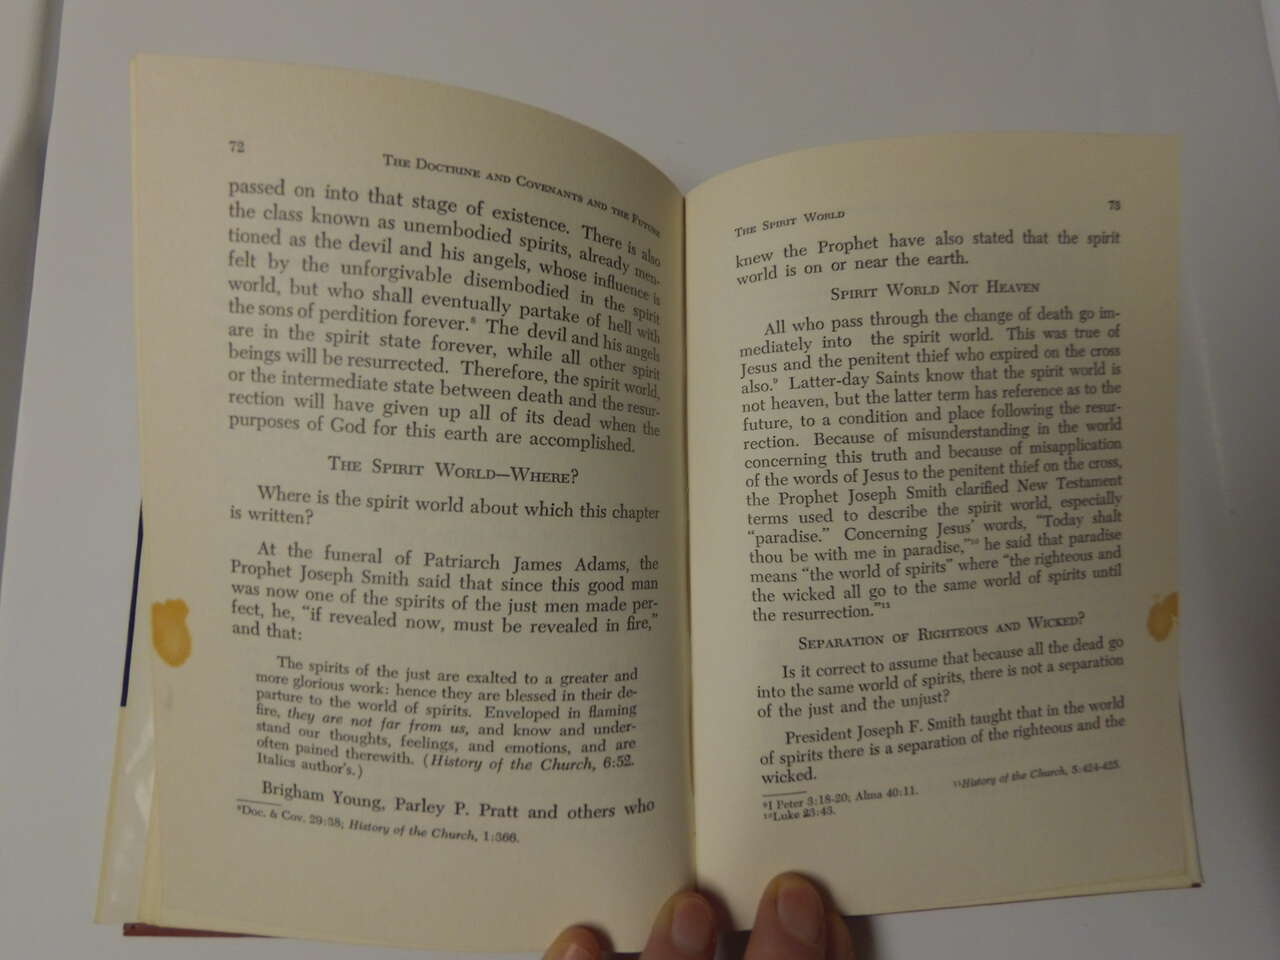 72
The Doctrine and Covenants and the Future
passed on into that stage of existence. There is also
the class known as unembodied spirits, already men-
tioned as the devil and his angels, whose influence is
felt by the unforgivable disembodied in the spirit
world, but who shall eventually partake of hell with
the sons of perdition forever.⁸ The devil and his angels
are in the spirit state forever, while all other spirit
beings will be resurrected. Therefore, the spirit world,
or the intermediate state between death and the resur-
rection will have given up all of its dead when the
purposes of God for this earth are accomplished.
The Spirit World—Where?
Where is the spirit world about which this chapter
is written?
At the funeral of Patriarch James Adams, the
Prophet Joseph Smith said that since this good man
was now one of the spirits of the just men made per-
fect, he, "if revealed now, must be revealed in fire,"
and that:
The spirits of the just are exalted to a greater and
more glorious work: hence they are blessed in their de-
parture to the world of spirits. Enveloped in flaming
fire, they are not far from us, and know and under-
stand our thoughts, feelings, and emotions, and are
often pained therewith. (History of the Church, 6:52.
Italics author's.)
Brigham Young, Parley P. Pratt and others who
⁸Doc. & Cov. 29:38; History of the Church, 1:366.
The Spirit World
73
knew the Prophet have also stated that the spirit
world is on or near the earth.
Spirit World Not Heaven
All who pass through the change of death go im-
mediately into the spirit world. This was true of
Jesus and the penitent thief who expired on the cross
also.⁹ Latter-day Saints know that the spirit world is
not heaven, but the latter term has reference as to the
future, to a condition and place following the resur-
rection. Because of misunderstanding in the world
concerning this truth and because of misapplication
of the words of Jesus to the penitent thief on the cross,
the Prophet Joseph Smith clarified New Testament
terms used to describe the spirit world, especially
"paradise." Concerning Jesus' words, "Today shalt
thou be with me in paradise,"¹⁰ he said that paradise
means "the world of spirits" where "the righteous and
the wicked all go to the same world of spirits until
the resurrection."¹¹
Separation of Righteous and Wicked?
Is it correct to assume that because all the dead go
into the same world of spirits, there is not a separation
of the just and the unjust?
President Joseph F. Smith taught that in the world
of spirits there is a separation of the righteous and the
wicked.
⁹I Peter 3:18-20; Alma 40:11.
¹⁰Luke 23:43.
¹¹History of the Church, 5:424-425.